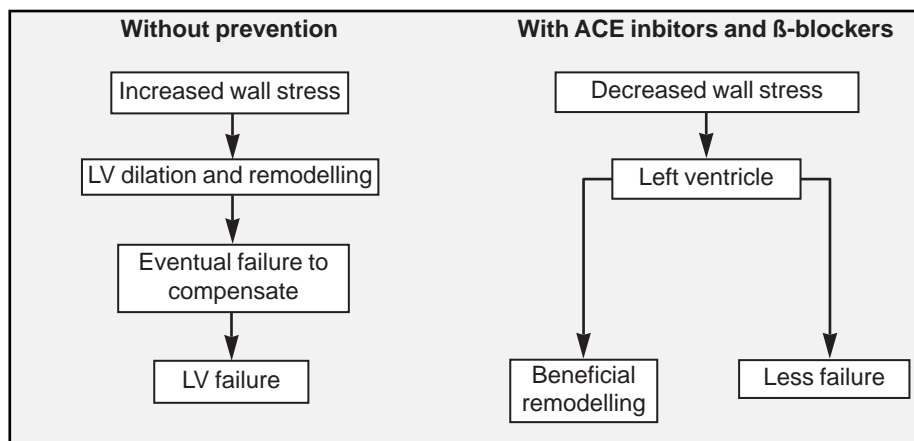 Without prevention
Increased wall stress
LV dilation and remodelling
Eventual failure to
compensate
LV failure
With ACE inbitors and ß-blockers
Decreased wall stress
Left ventricle
Beneficial
remodelling
Less failure